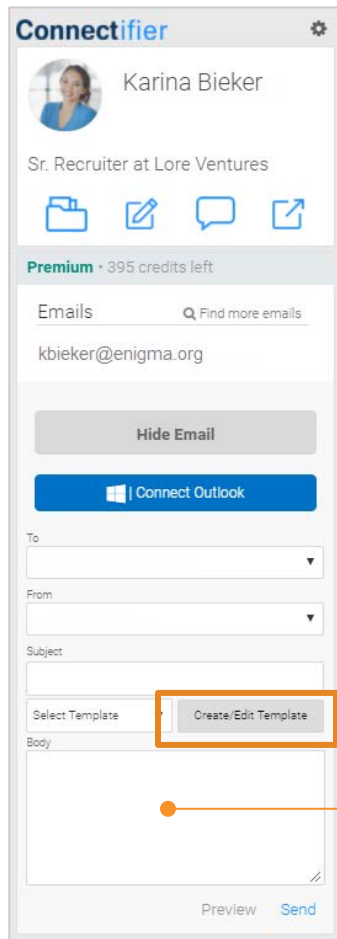 Connectifier
Karina Bieker
Sr. Recruiter at Lore Ventures
Premium • 395 credits left
Emails Find more emails
kbieker@enigma.org
Hide Email
| Connect Outlook
To
From
Subject
Select Template Create/Edit Template
Body
Preview Send